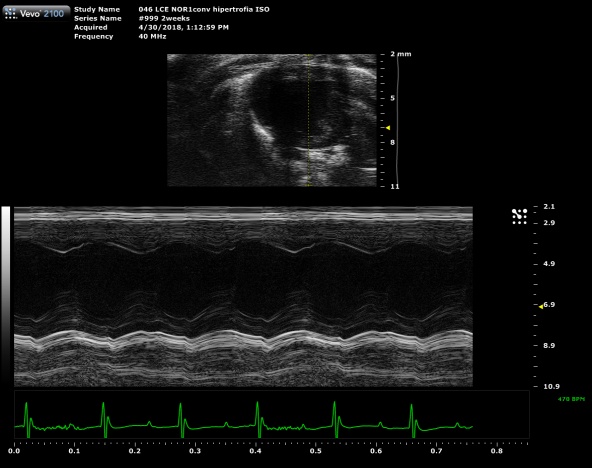 Vevo 2100
Study Name 046 LCE NOR1conv hipertrofia ISO
Series Name #999 2weeks
Acquired 4/30/2018, 1:12:59 PM
Frequency 40 MHz
2 mm
5
8
11
2.1
2.9
4.9
6.9
8.9
10.9
470 BPM
0.0 0.1 0.2 0.3 0.4 0.5 0.6 0.7 0.8